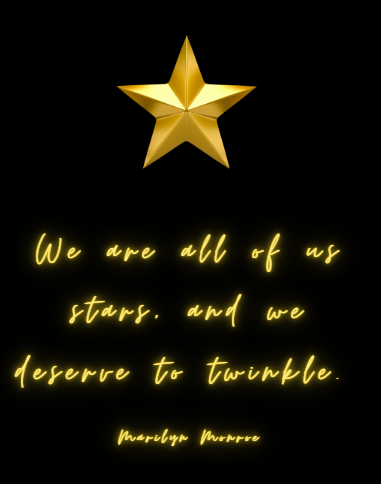 We are all of us
stars, and we
deserve to twinkle.
Marilyn Monroe